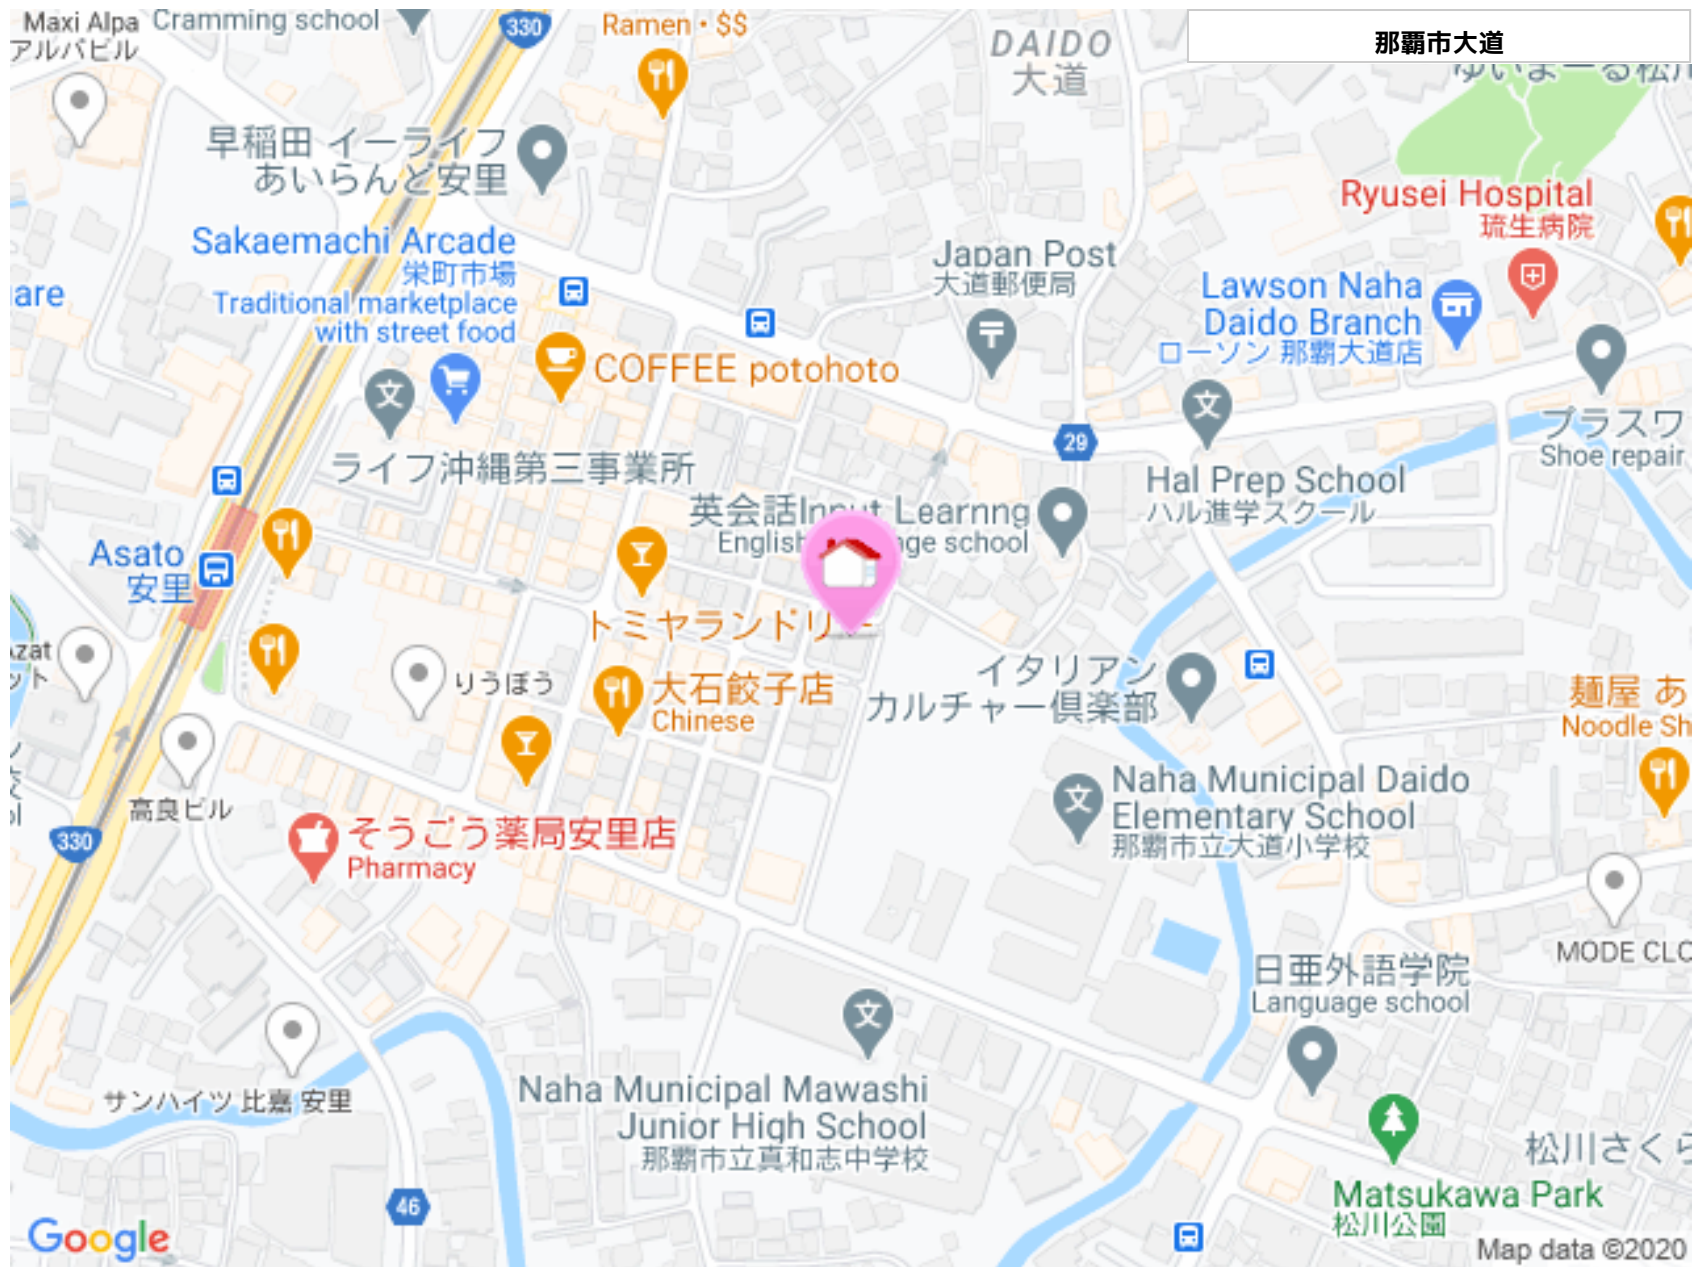 Maxi Alpa
アルパビル
Cramming school
330
Ramen • $$
DAIDO
大道
那覇市大道
早稲田 イーライフ
あいらんど安里
Ryusei Hospital
琉生病院
Sakaemachi Arcade
栄町市場
Traditional marketplace
with street food
Japan Post
大道郵便局
Lawson Naha
Daido Branch
ローソン 那覇大道店
COFFEE potohoto
29
プラスワ
Shoe repair
ライフ沖縄第三事業所
Hal Prep School
ハル進学スクール
英会話Input Learnng
English
ge school
Asato
安里
トミヤランドリー
イタリアン
カルチャー倶楽部
りうぼう
大石餃子店
Chinese
麺屋 あ
Noodle Sh
高良ビル
330
そうごう薬局安里店
Pharmacy
Naha Municipal Daido
Elementary School
那覇市立大道小学校
MODE CLO
日亜外語学院
Language school
サンハイツ 比嘉 安里
Naha Municipal Mawashi
Junior High School
那覇市立真和志中学校
松川さくら
46
Matsukawa Park
松川公園
Google
Map data ©2020